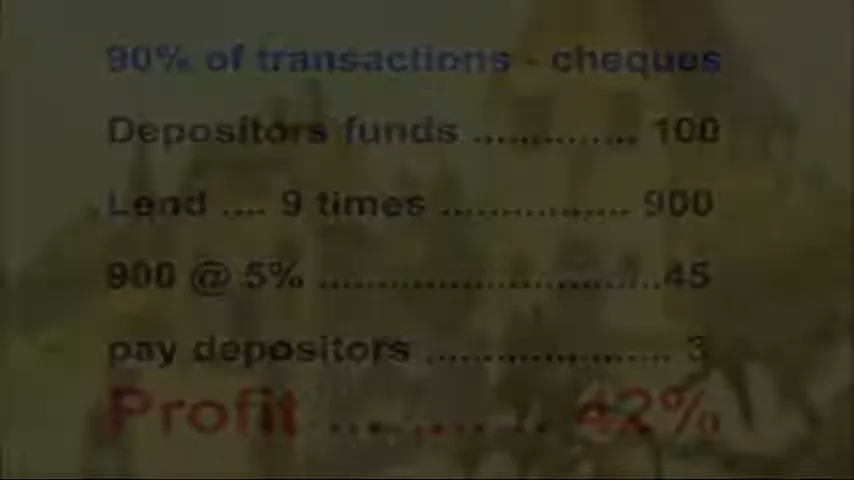 90% of transactions - cheques
Depositors funds .............. 100
Lend .... 9 times ................ 900
900 @ 5% .............................45
pay depositors .................... 3
Profit .......... 42%